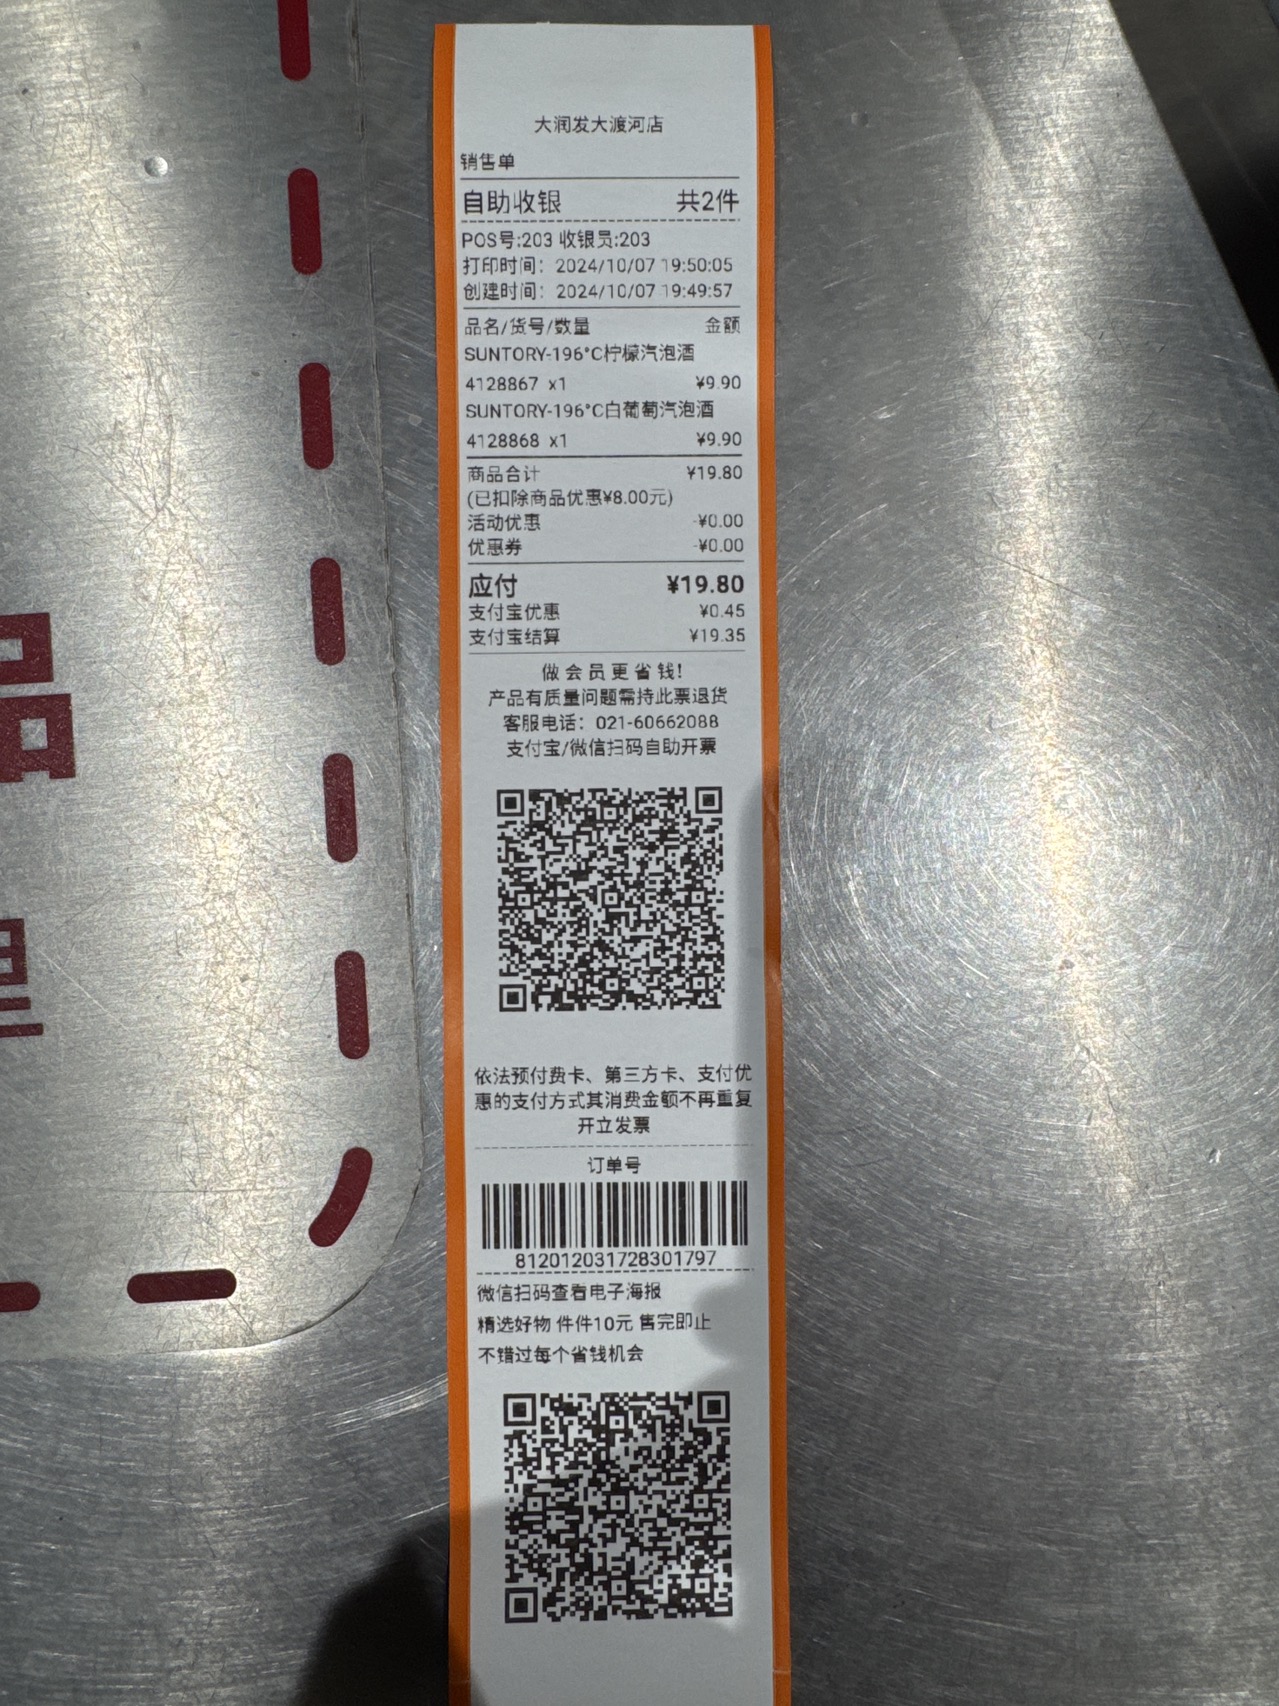 大润发大渡河店
销售单
自助收银 共2件
POS号:203 收银员:203
打印时间: 2024/10/07 19:50:05
创建时间: 2024/10/07 19:49:57
品名/货号/数量 金额
SUNTORY-196°C柠檬汽泡酒
4128867 x1 ¥9.90
SUNTORY-196°C白葡萄汽泡酒
4128868 x1 ¥9.90
商品合计 ¥19.80
(已扣除商品优惠¥8.00元)
活动优惠 -¥0.00
优惠券 -¥0.00
应付 ¥19.80
支付宝优惠 ¥0.45
支付宝结算 ¥19.35
做会员更省钱!
产品有质量问题需持此票退货
客服电话: 021-60662088
支付宝/微信扫码自助开票
依法预付费卡、第三方卡、支付优
惠的支付方式其消费金额不再重复
开立发票
订单号
812012031728301797
微信扫码查看电子海报
精选好物 件件10元 售完即止
不错过每个省钱机会
品